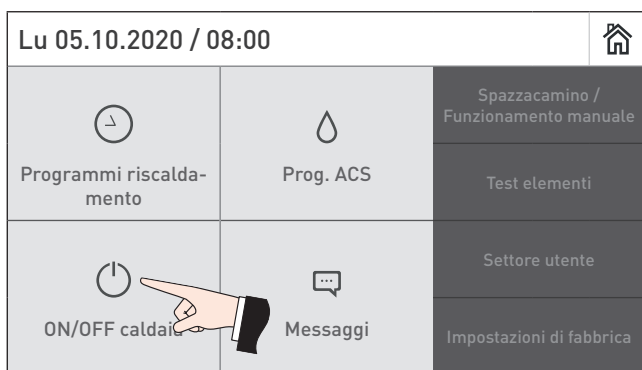 Lu 05.10.2020 / 08:00
Programmi riscalda-
mento
Prog. ACS
Spazzacamino /
Funzionamento manuale
Test elementi
ON/OFF caldaia
Messaggi
Settore utente
Impostazioni di fabbrica